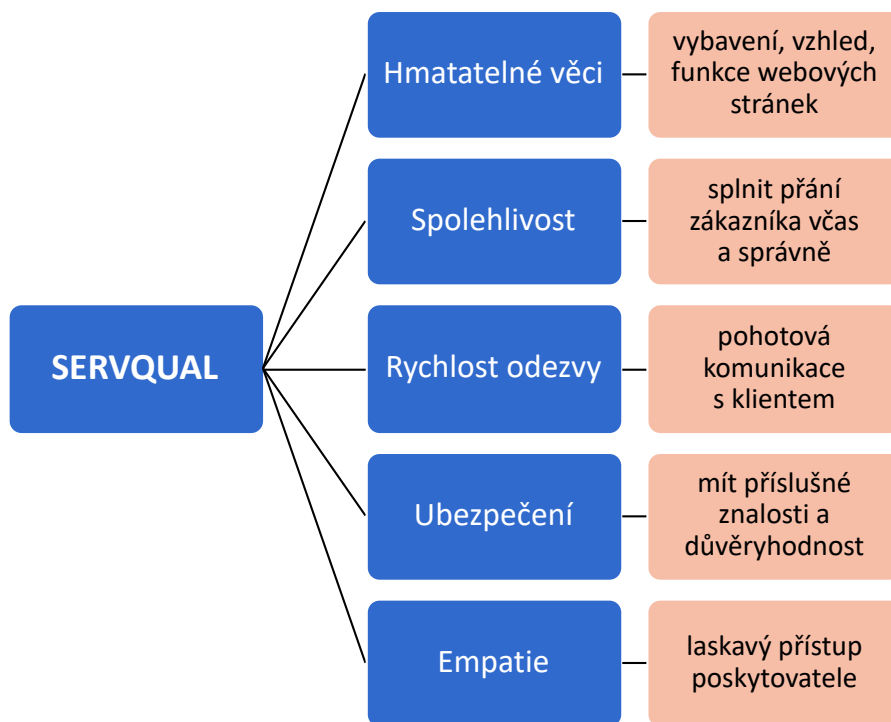 Hmatatelné věci
vybavení, vzhled,
funkce webových
stránek
Spolehlivost
splnit přání
zákazníka včas
a správně
SERVQUAL
Rychlost odezvy
pohotová
komunikace
s klientem
Ubezpečení
mít příslušné
znalosti a
důvěryhodnost
Empatie
laskavý přístup
poskytovatele